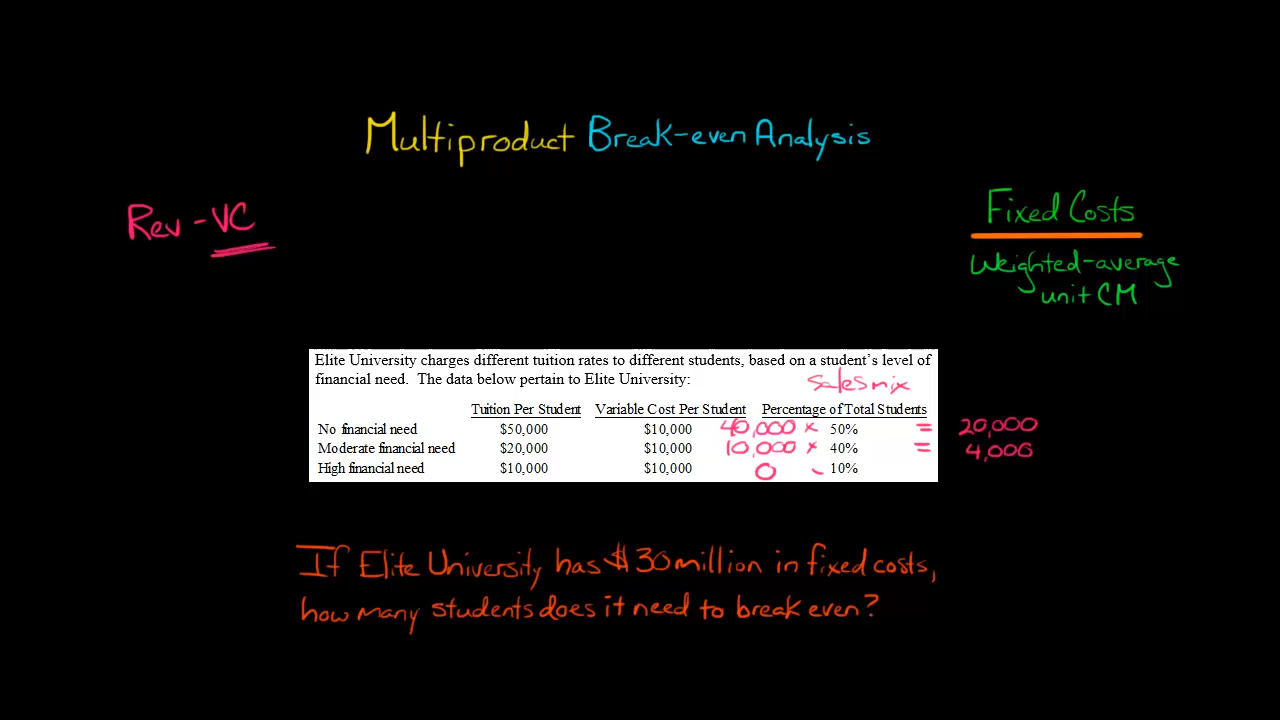 Multiproduct Break-even Analysis
Rev - VC
Fixed Costs
Weighted-average
unit CM
Elite University charges different tuition rates to different students, based on a student's level of
financial need. The data below pertain to Elite University:
sales mix
Tuition Per Student Variable Cost Per Student Percentage of Total Students
No financial need $50,000 $10,000 40,000 × 50% = 20,000
Moderate financial need $20,000 $10,000 10,000 × 40% = 4,000
High financial need $10,000 $10,000 0 10%
If Elite University has $30 million in fixed costs,
how many students does it need to break even?